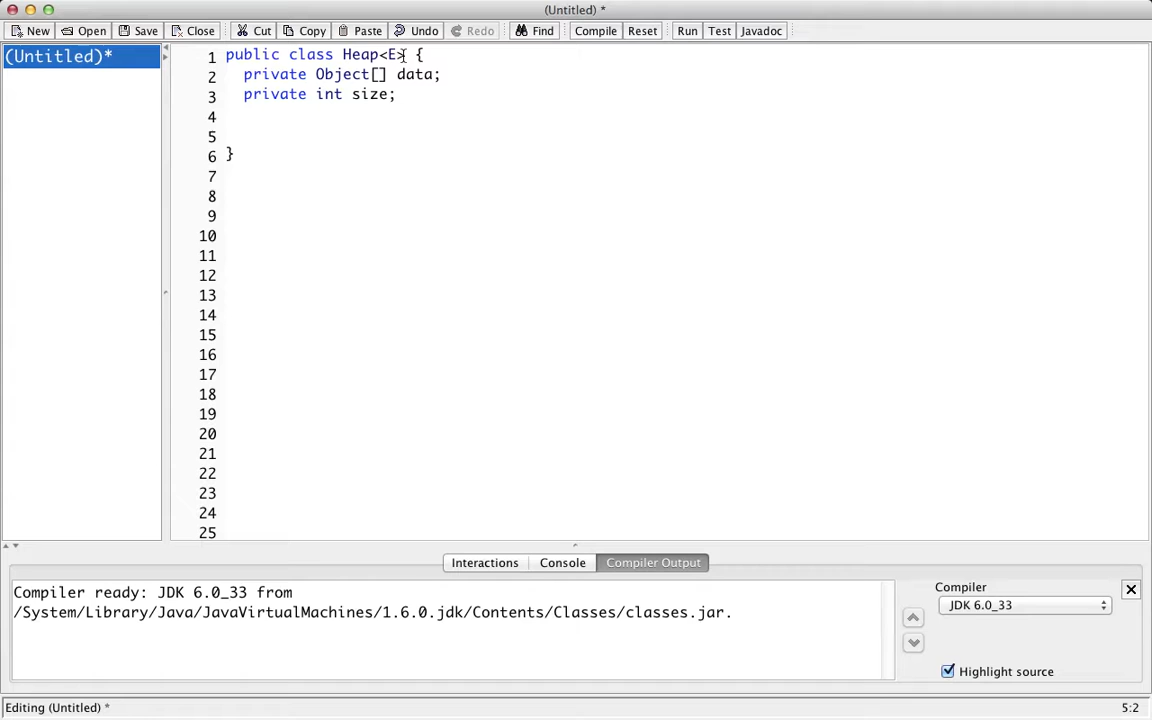 (Untitled) *
New Open Save Close Cut Copy Paste Undo Redo Find Compile Reset Run Test Javadoc
(Untitled)*
1 public class Heap<E> {
2 private Object[] data;
3 private int size;
4
5
6 }
7
8
9
10
11
12
13
14
15
16
17
18
19
20
21
22
23
24
25
Interactions Console Compiler Output
Compiler ready: JDK 6.0_33 from
/System/Library/Java/JavaVirtualMachines/1.6.0.jdk/Contents/Classes/classes.jar.
Compiler
JDK 6.0_33
Highlight source
Editing (Untitled) * 5:2